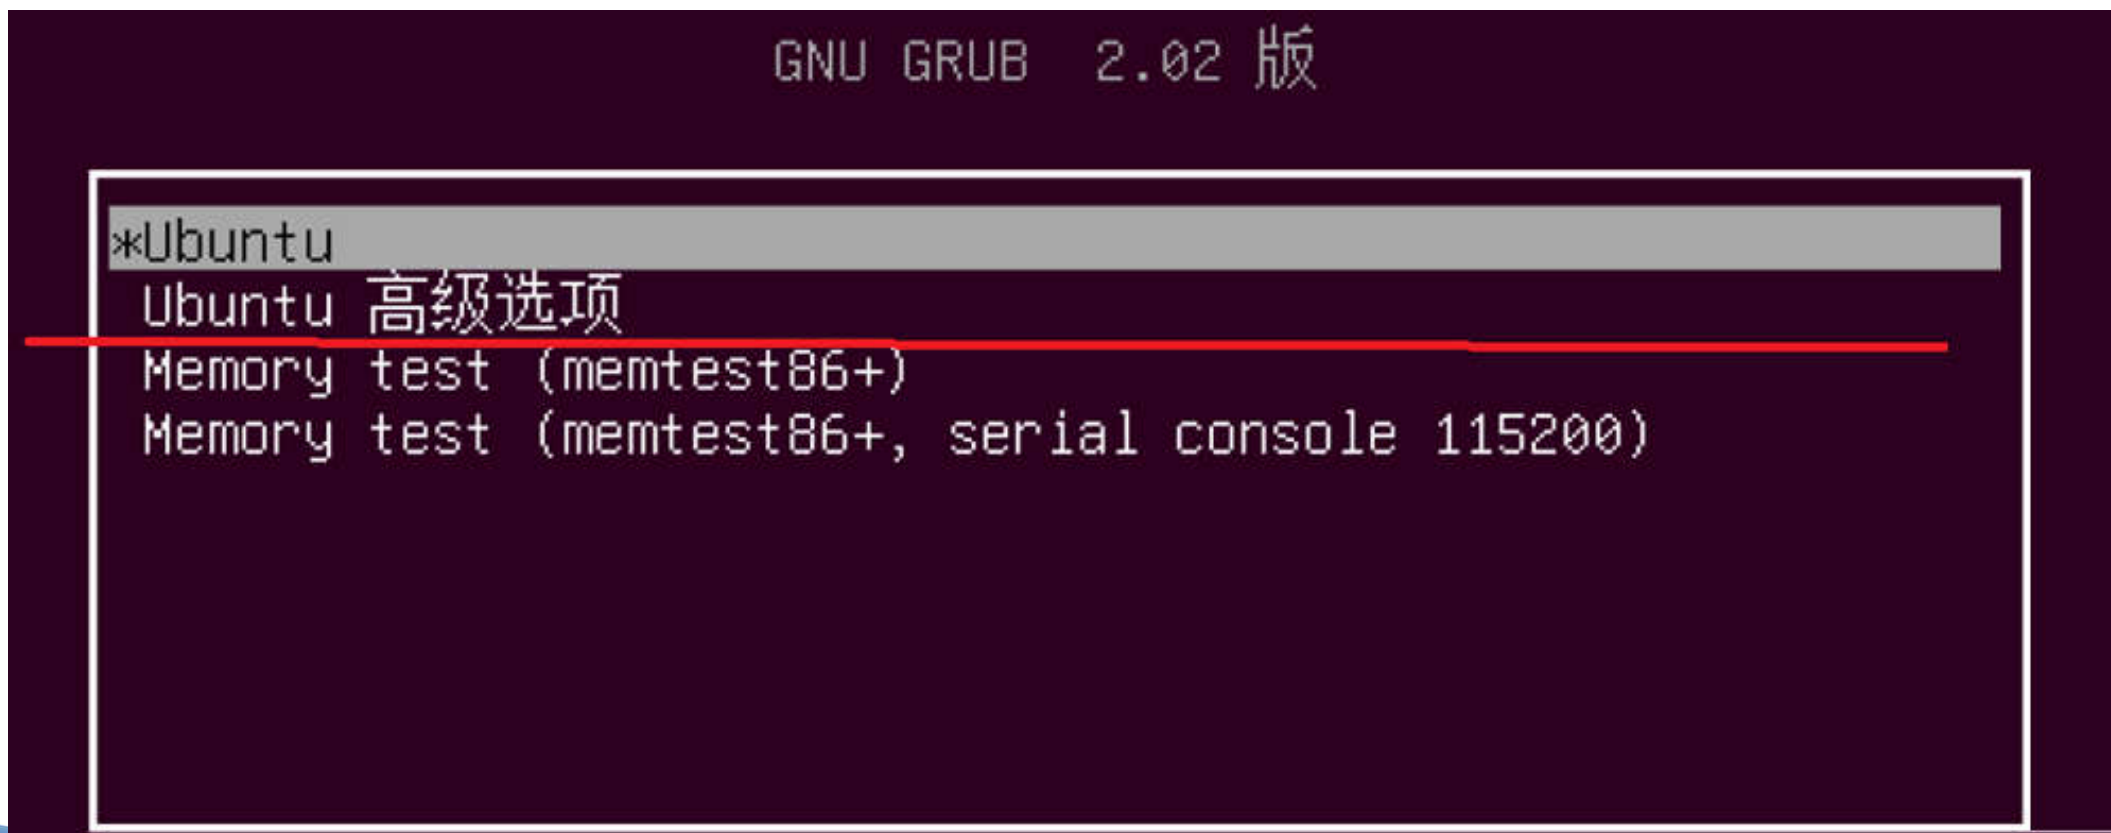 GNU GRUB  2.02 版
*Ubuntu
Ubuntu 高级选项
Memory test (memtest86+)
Memory test (memtest86+, serial console 115200)